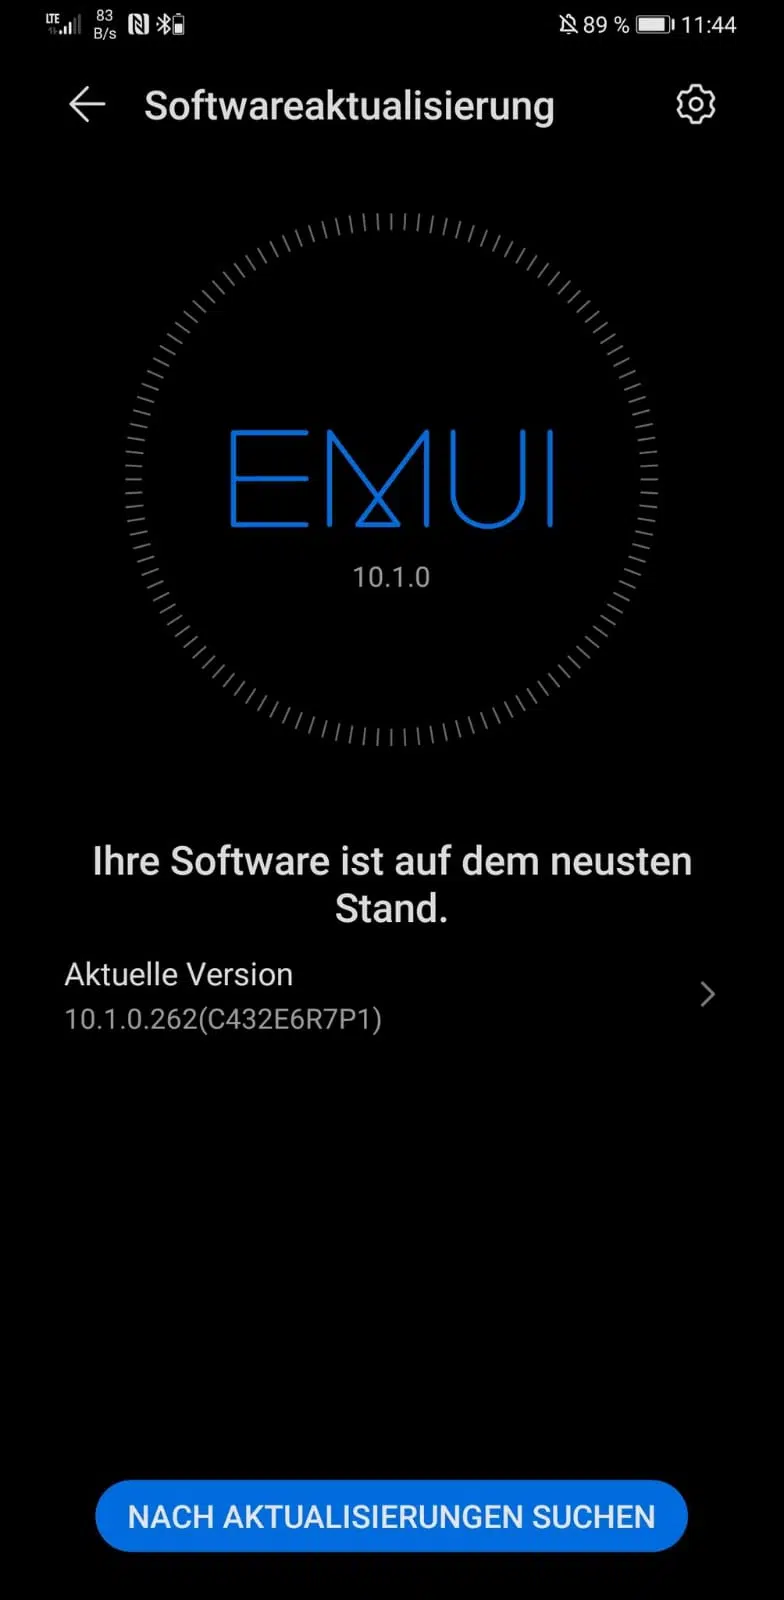 LTE 83 B/s 89 % 11:44
Softwareaktualisierung
EMUI
10.1.0
Ihre Software ist auf dem neusten
Stand.
Aktuelle Version
10.1.0.262(C432E6R7P1)
NACH AKTUALISIERUNGEN SUCHEN